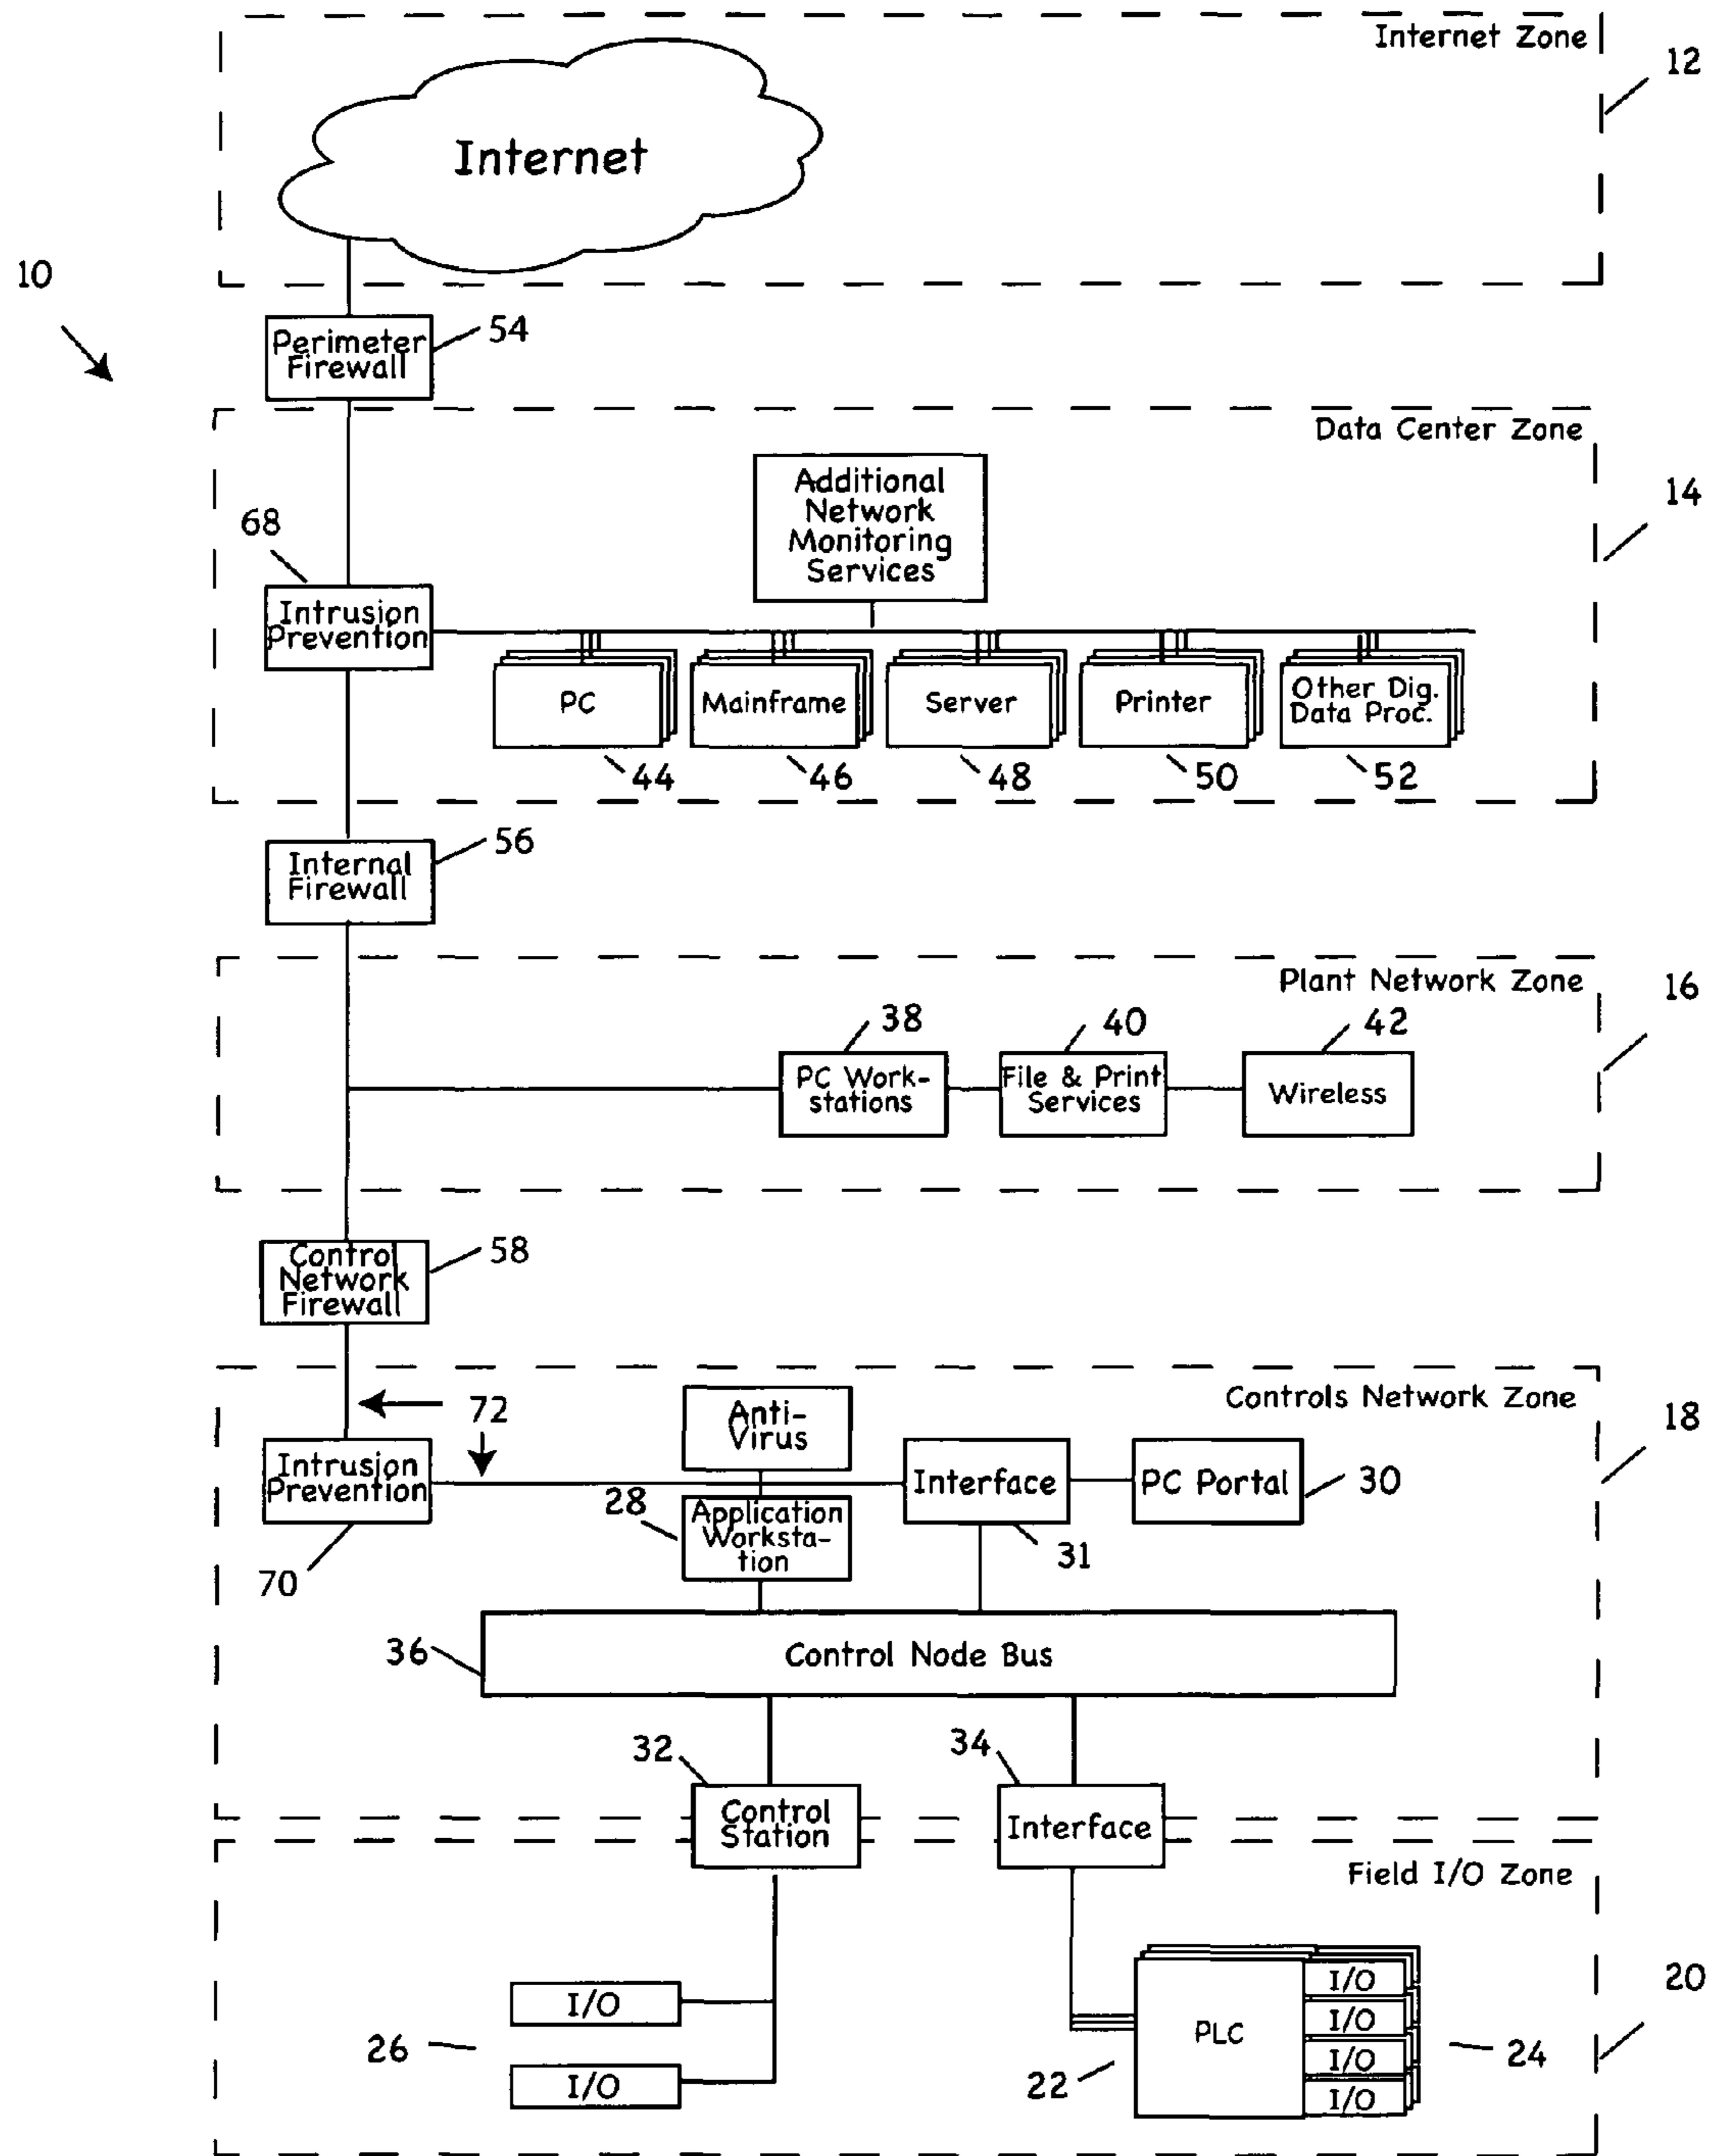 Internet Zone
12
Internet
10
Perimeter
Firewall
54
Data Center Zone
14
Additional
Network
Monitoring
Services
68
Intrusion
Prevention
PC
Mainframe
Server
Printer
Other Dig.
Data Proc.
44
46
48
50
52
Internal
Firewall
56
Plant Network Zone
16
38
40
42
PC Work-
stations
File & Print
Services
Wireless
Control
Network
Firewall
58
Controls Network Zone
18
72
Anti-
Virus
Intrusion
Prevention
Interface
PC Portal
30
28
Application
Worksta-
tion
31
70
36
Control Node Bus
32
34
Control
Station
Interface
Field I/O Zone
20
I/O
I/O
26
PLC
22
I/O
I/O
I/O
I/O
24